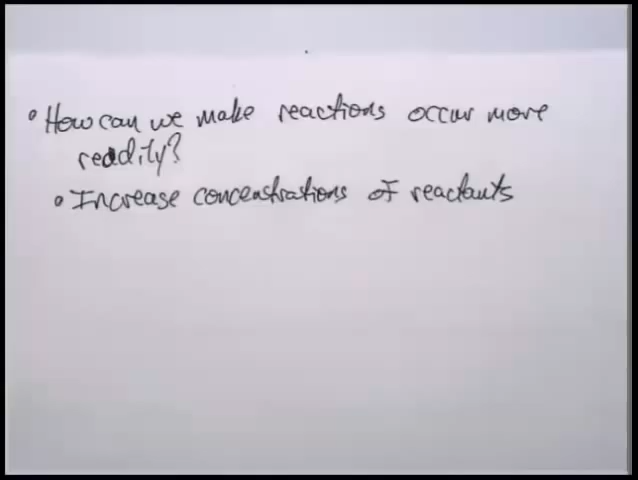 • How can we make reactions occur more
readily?
• Increase concentrations of reactants